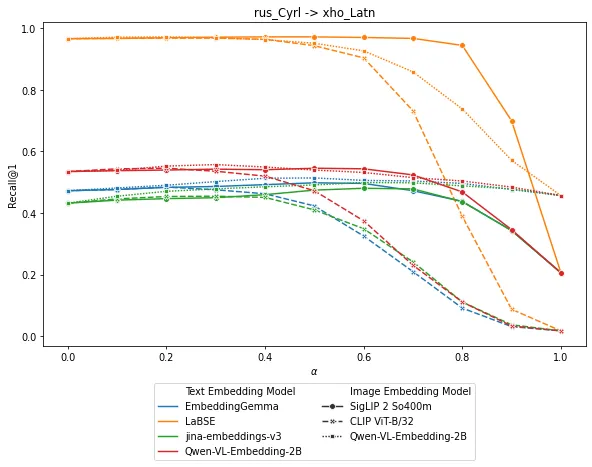 rus_Cyrl -> xho_Latn
Recall@1
1.0
0.8
0.6
0.4
0.2
0.0
0.0 0.2 0.4 0.6 0.8 1.0
α
Text Embedding Model
EmbeddingGemma
LaBSE
jina-embeddings-v3
Qwen-VL-Embedding-2B
Image Embedding Model
SigLIP 2 So400m
CLIP ViT-B/32
Qwen-VL-Embedding-2B